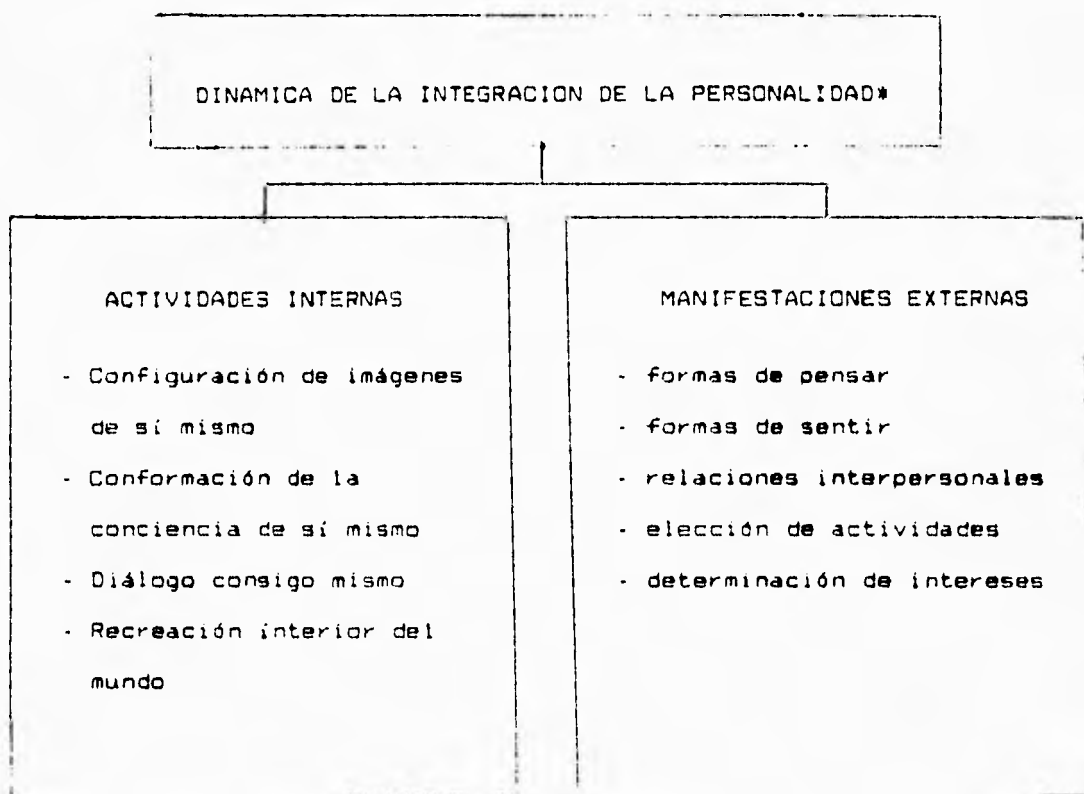 DINAMICA DE LA INTEGRACION DE LA PERSONALIDAD*
ACTIVIDADES INTERNAS
- Configuración de imágenes
de sí mismo
- Conformación de la
conciencia de sí mismo
- Diálogo consigo mismo
- Recreación interior del
mundo
MANIFESTACIONES EXTERNAS
- formas de pensar
- formas de sentir
- relaciones interpersonales
- elección de actividades
- determinación de intereses